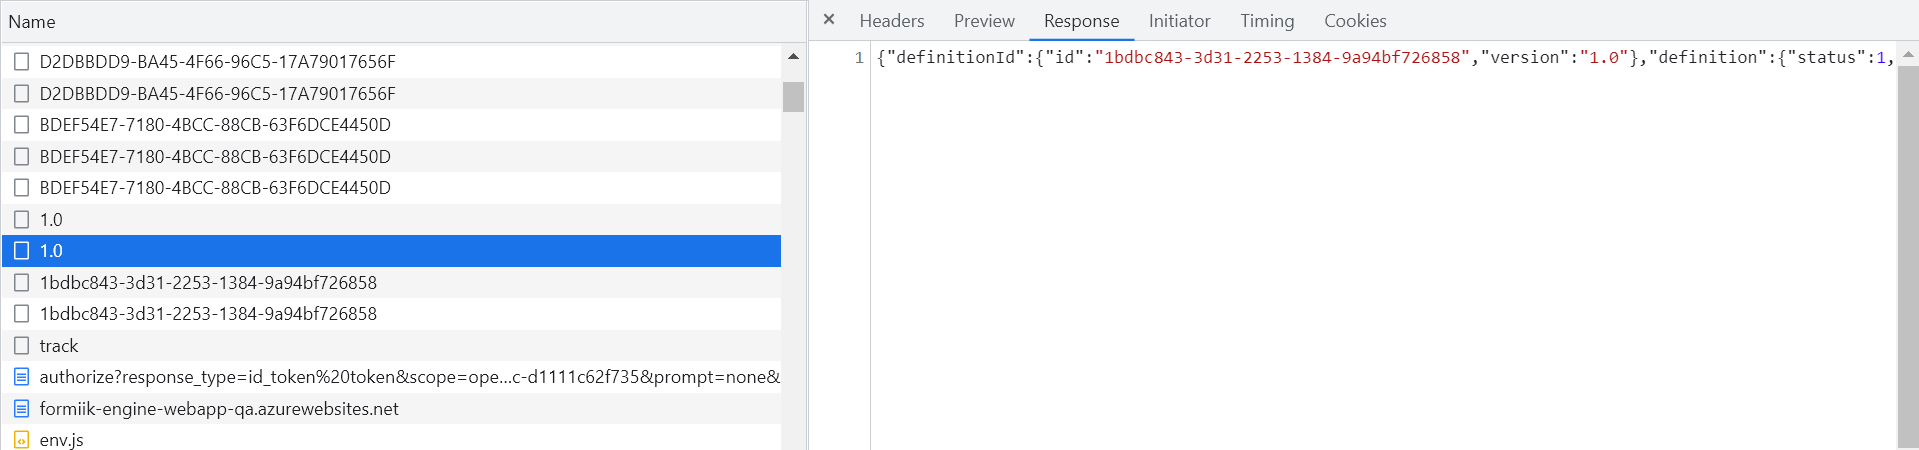 Name
D2DBBDD9-BA45-4F66-96C5-17A79017656F
D2DBBDD9-BA45-4F66-96C5-17A79017656F
BDEF54E7-7180-4BCC-88CB-63F6DCE4450D
BDEF54E7-7180-4BCC-88CB-63F6DCE4450D
BDEF54E7-7180-4BCC-88CB-63F6DCE4450D
1.0
1.0
1bdbc843-3d31-2253-1384-9a94bf726858
1bdbc843-3d31-2253-1384-9a94bf726858
track
authorize?response_type=id_token%20token&scope=ope...c-d1111c62f735&prompt=none&
formiik-engine-webapp-qa.azurewebsites.net
env.js
× Headers Preview Response Initiator Timing Cookies
1 {"definitionId":{"id":"1bdbc843-3d31-2253-1384-9a94bf726858","version":"1.0"},"definition":{"status":1,